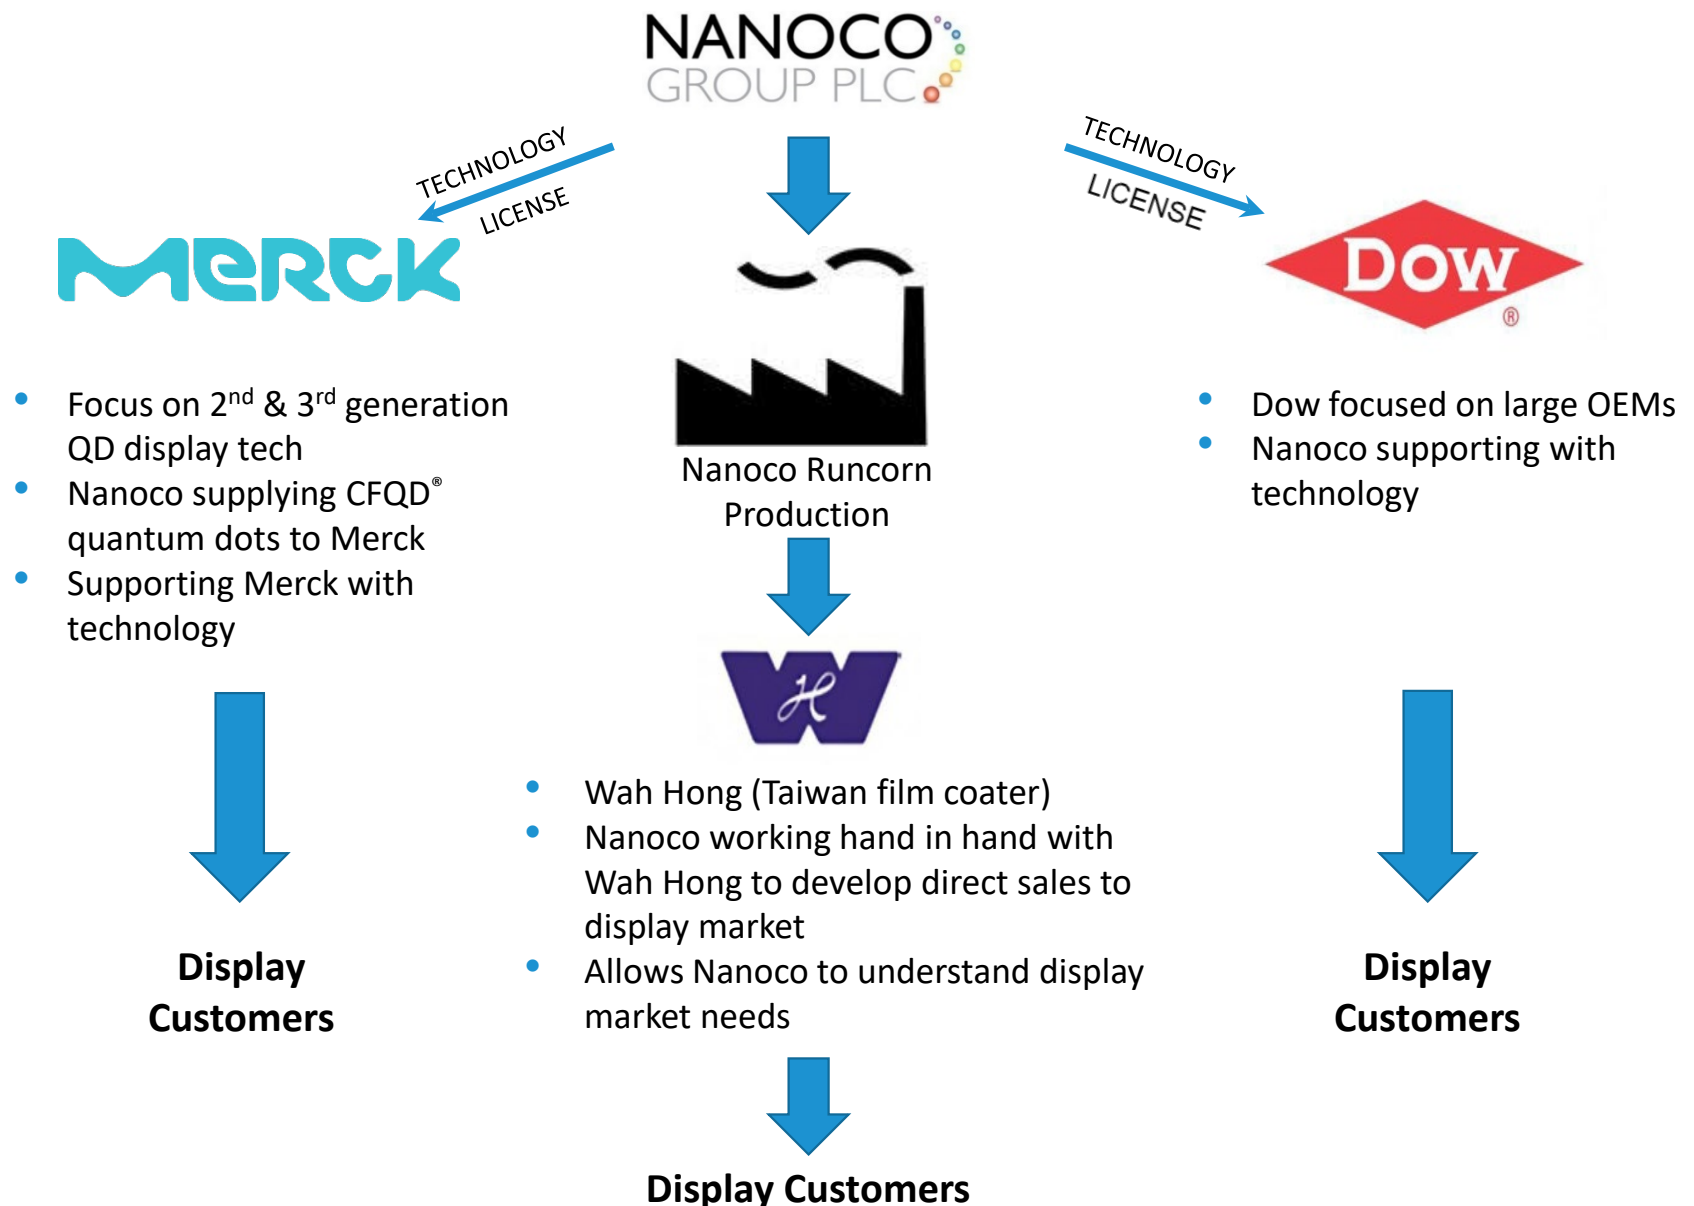 NANOCO
GROUP PLC
TECHNOLOGY
LICENSE
TECHNOLOGY
LICENSE
MERCK
DOW
®
• Focus on 2nd & 3rd generation
QD display tech
• Nanoco supplying CFQD®
quantum dots to Merck
• Supporting Merck with
technology
Display
Customers
Nanoco Runcorn
Production
WH
• Wah Hong (Taiwan film coater)
• Nanoco working hand in hand with
Wah Hong to develop direct sales to
display market
• Allows Nanoco to understand display
market needs
Display Customers
• Dow focused on large OEMs
• Nanoco supporting with
technology
Display
Customers